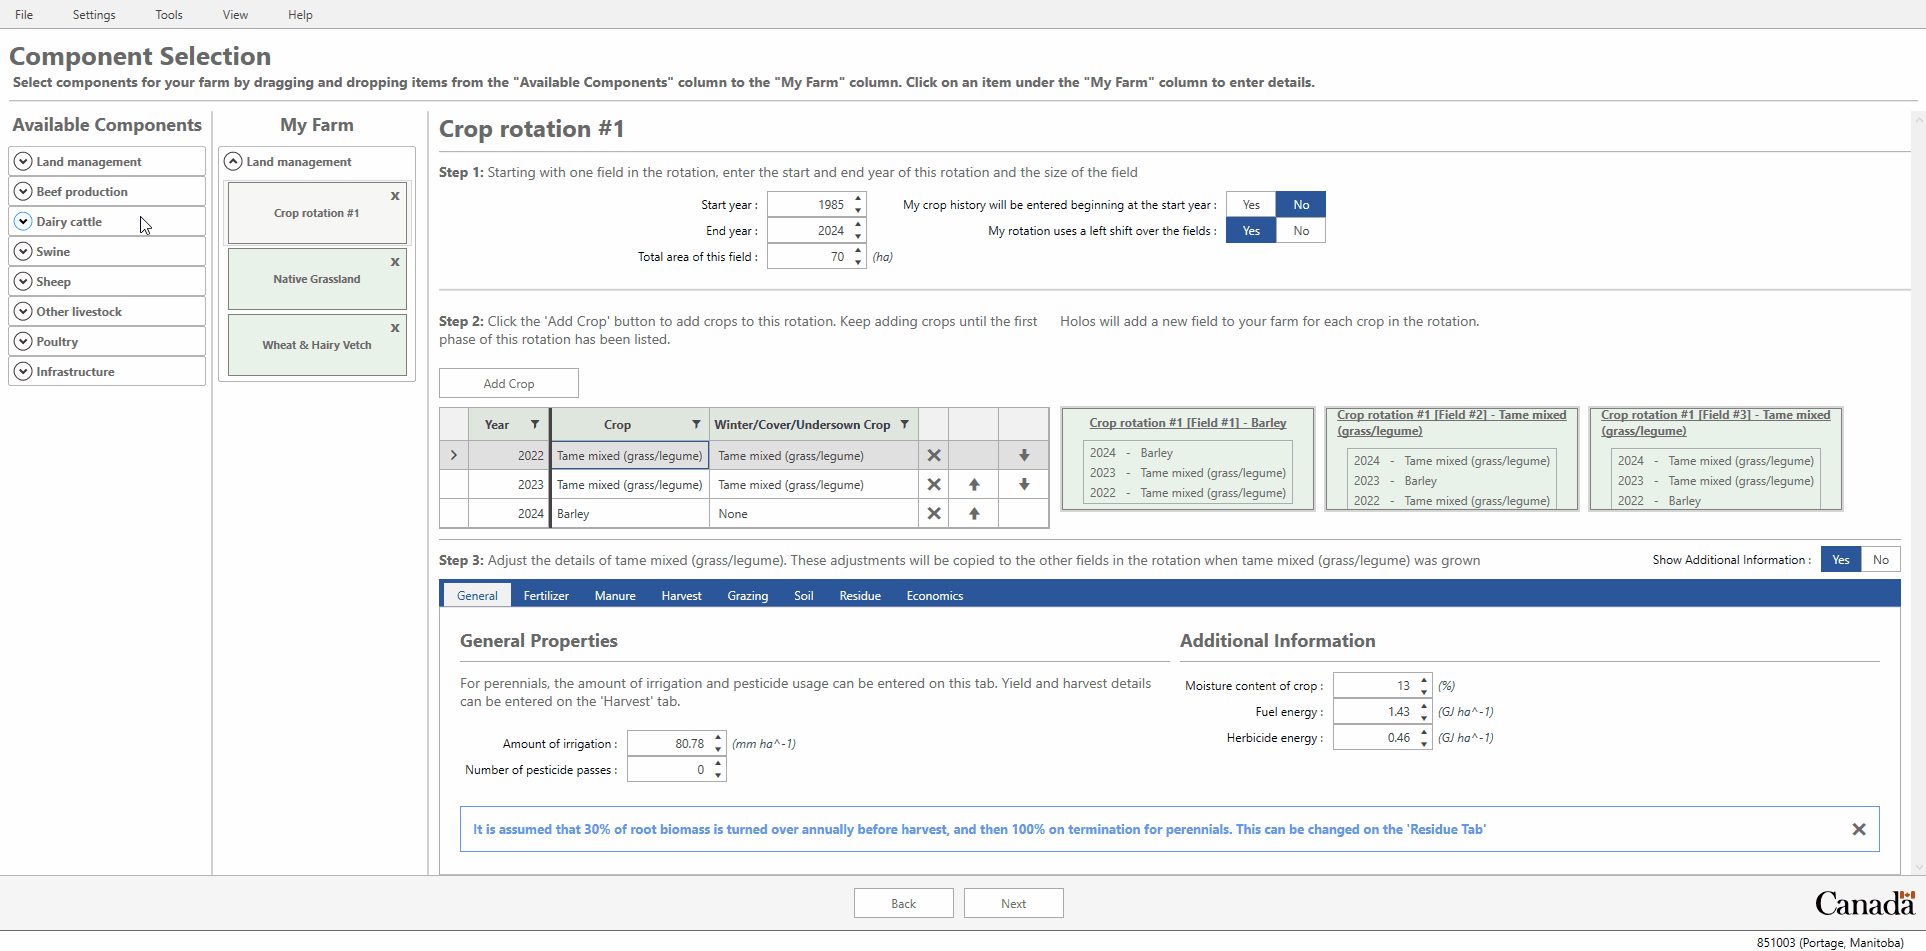 File Settings Tools View Help
Component Selection
Select components for your farm by dragging and dropping items from the "Available Components" column to the "My Farm" column. Click on an item under the "My Farm" column to enter details.
Available Components
Land management
Beef production
Dairy cattle
Swine
Sheep
Other livestock
Poultry
Infrastructure
My Farm
Land management
Crop rotation #1
x
Native Grassland
x
Wheat & Hairy Vetch
x
Crop rotation #1
Step 1: Starting with one field in the rotation, enter the start and end year of this rotation and the size of the field
Start year : 1985
End year : 2024
Total area of this field : 70 (ha)
My crop history will be entered beginning at the start year : Yes No
My rotation uses a left shift over the fields : Yes No
Step 2: Click the 'Add Crop' button to add crops to this rotation. Keep adding crops until the first
phase of this rotation has been listed.
Holos will add a new field to your farm for each crop in the rotation.
Add Crop
Year Crop Winter/Cover/Undersown Crop
2022 Tame mixed (grass/legume) Tame mixed (grass/legume)
2023 Tame mixed (grass/legume) Tame mixed (grass/legume)
2024 Barley None
Crop rotation #1 [Field #1] - Barley
2024 - Barley
2023 - Tame mixed (grass/legume)
2022 - Tame mixed (grass/legume)
Crop rotation #1 [Field #2] - Tame mixed
(grass/legume)
2024 - Tame mixed (grass/legume)
2023 - Barley
2022 - Tame mixed (grass/legume)
Crop rotation #1 [Field #3] - Tame mixed
(grass/legume)
2024 - Tame mixed (grass/legume)
2023 - Tame mixed (grass/legume)
2022 - Barley
Step 3: Adjust the details of tame mixed (grass/legume). These adjustments will be copied to the other fields in the rotation when tame mixed (grass/legume) was grown
Show Additional Information : Yes No
General Fertilizer Manure Harvest Grazing Soil Residue Economics
General Properties
For perennials, the amount of irrigation and pesticide usage can be entered on this tab. Yield and harvest details
can be entered on the 'Harvest' tab.
Amount of irrigation : 80.78 (mm ha^-1)
Number of pesticide passes : 0
Additional Information
Moisture content of crop : 13 (%)
Fuel energy : 1.43 (GJ ha^-1)
Herbicide energy : 0.46 (GJ ha^-1)
It is assumed that 30% of root biomass is turned over annually before harvest, and then 100% on termination for perennials. This can be changed on the 'Residue Tab'
Back Next
Canada
851003 (Portage, Manitoba)